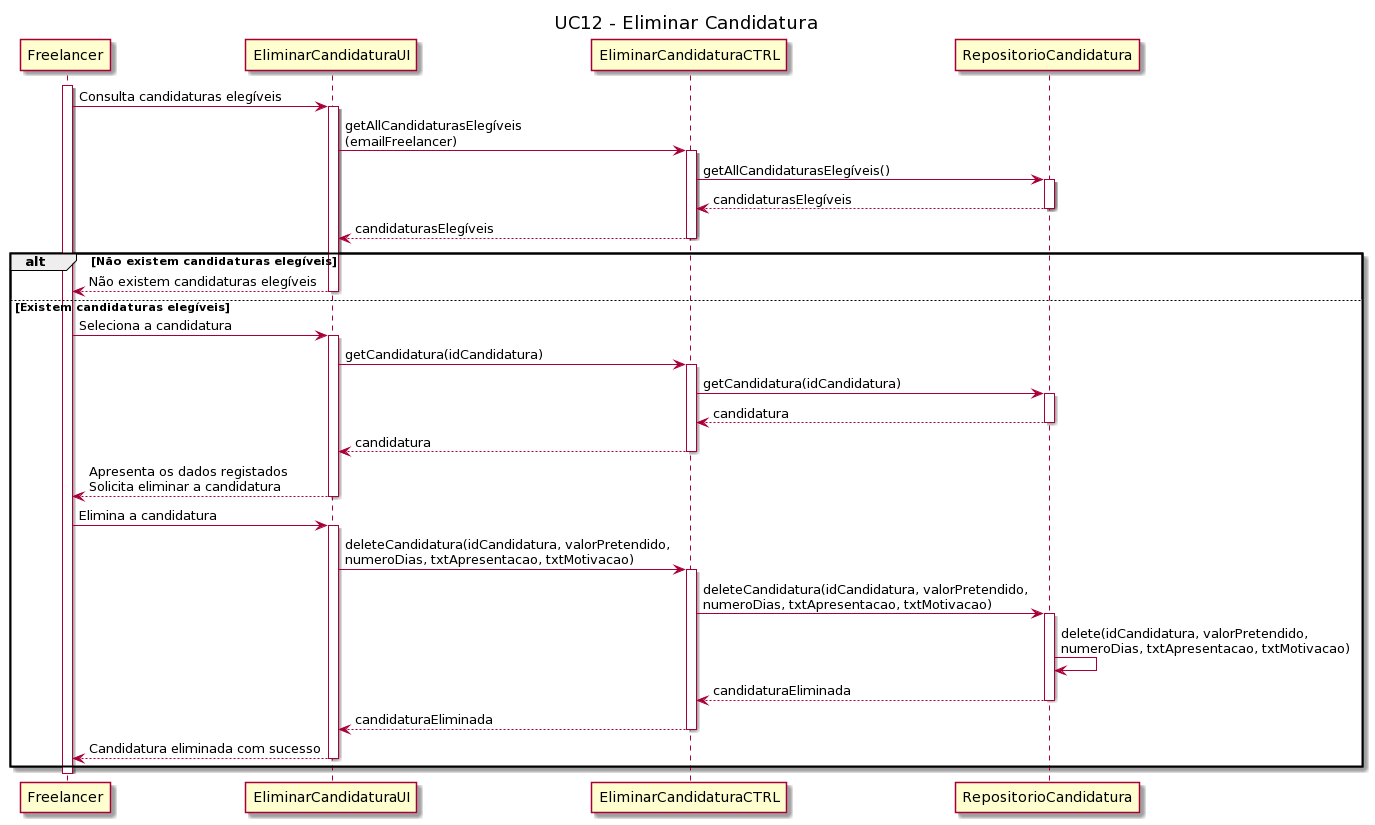 UC12 - Eliminar Candidatura
Freelancer
EliminarCandidaturaUI
EliminarCandidaturaCTRL
RepositorioCandidatura
Consulta candidaturas elegíveis
getAllCandidaturasElegíveis
(emailFreelancer)
getAllCandidaturasElegíveis()
candidaturasElegíveis
candidaturasElegíveis
alt
[Não existem candidaturas elegíveis]
Não existem candidaturas elegíveis
[Existem candidaturas elegíveis]
Seleciona a candidatura
getCandidatura(idCandidatura)
getCandidatura(idCandidatura)
candidatura
candidatura
Apresenta os dados registados
Solicita eliminar a candidatura
Elimina a candidatura
deleteCandidatura(idCandidatura, valorPretendido,
numeroDias, txtApresentacao, txtMotivacao)
deleteCandidatura(idCandidatura, valorPretendido,
numeroDias, txtApresentacao, txtMotivacao)
delete(idCandidatura, valorPretendido,
numeroDias, txtApresentacao, txtMotivacao)
candidaturaEliminada
candidaturaEliminada
Candidatura eliminada com sucesso
Freelancer
EliminarCandidaturaUI
EliminarCandidaturaCTRL
RepositorioCandidatura